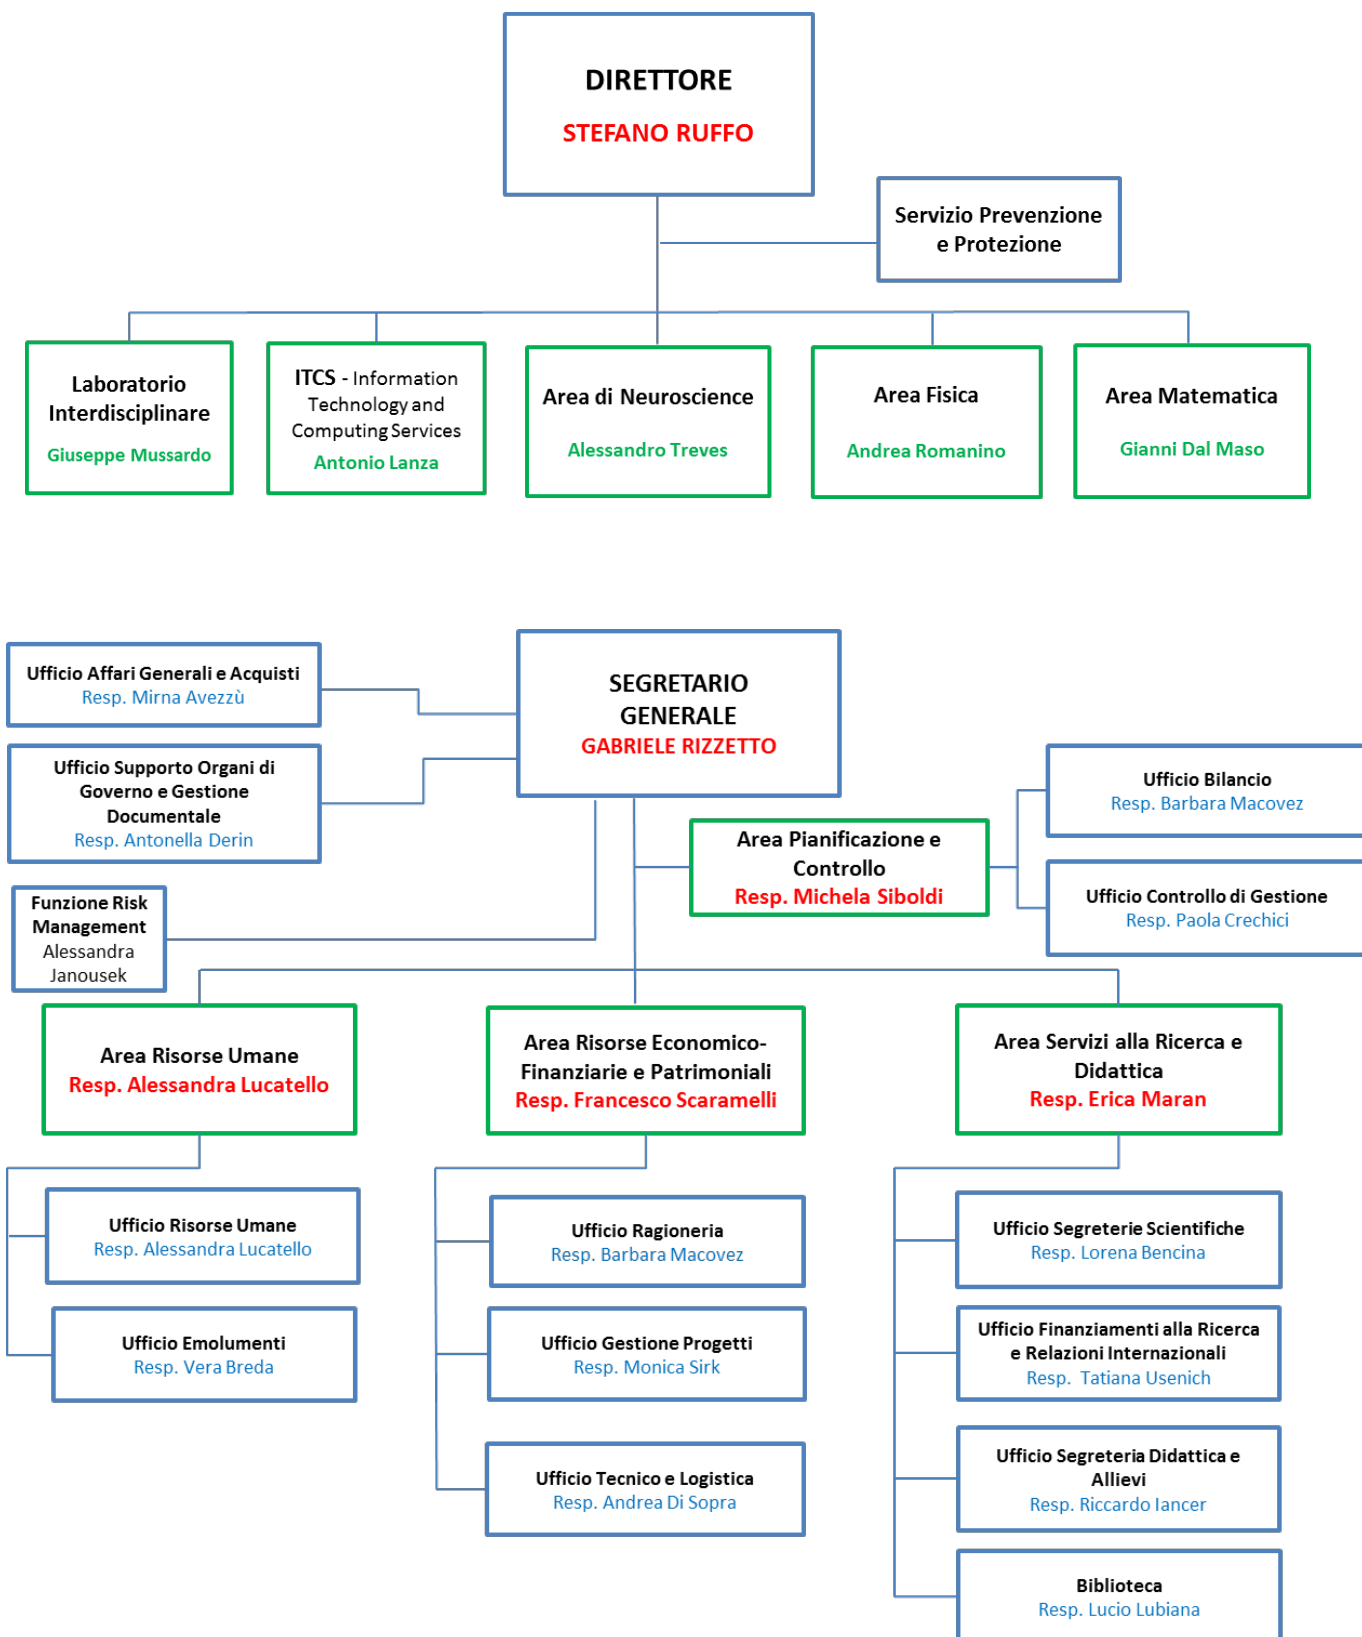 DIRETTORE
STEFANO RUFFO
Servizio Prevenzione
e Protezione
Laboratorio
Interdisciplinare
Giuseppe Mussardo
ITCS - Information
Technology and
Computing Services
Antonio Lanza
Area di Neuroscience
Alessandro Treves
Area Fisica
Andrea Romanino
Area Matematica
Gianni Dal Maso
SEGRETARIO
GENERALE
GABRIELE RIZZETTO
Ufficio Affari Generali e Acquisti
Resp. Mirna Avezzù
Ufficio Supporto Organi di
Governo e Gestione
Documentale
Resp. Antonella Derin
Funzione Risk
Management
Alessandra
Janousek
Area Pianificazione e
Controllo
Resp. Michela Siboldi
Ufficio Bilancio
Resp. Barbara Macovez
Ufficio Controllo di Gestione
Resp. Paola Crechici
Area Risorse Umane
Resp. Alessandra Lucatello
Ufficio Risorse Umane
Resp. Alessandra Lucatello
Ufficio Emolumenti
Resp. Vera Breda
Area Risorse Economico-
Finanziarie e Patrimoniali
Resp. Francesco Scaramelli
Ufficio Ragioneria
Resp. Barbara Macovez
Ufficio Gestione Progetti
Resp. Monica Sirk
Ufficio Tecnico e Logistica
Resp. Andrea Di Sopra
Area Servizi alla Ricerca e
Didattica
Resp. Erica Maran
Ufficio Segreterie Scientifiche
Resp. Lorena Bencina
Ufficio Finanziamenti alla Ricerca
e Relazioni Internazionali
Resp. Tatiana Usenich
Ufficio Segreteria Didattica e
Allievi
Resp. Riccardo Iancer
Biblioteca
Resp. Lucio Lubiana